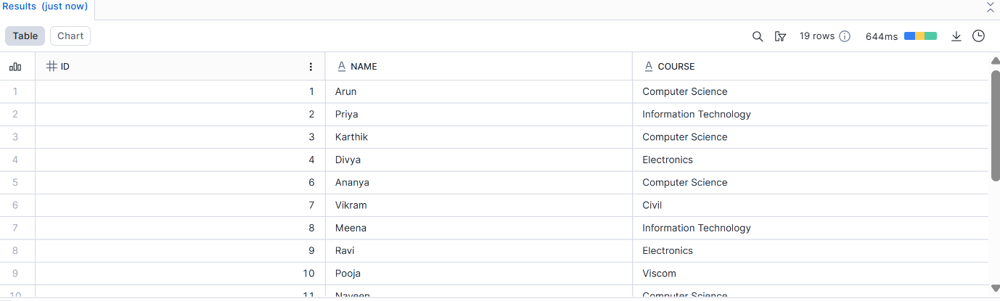 Results (just now)
Table Chart 19 rows 644ms
ID NAME COURSE
1 1 Arun Computer Science
2 2 Priya Information Technology
3 3 Karthik Computer Science
4 4 Divya Electronics
5 6 Ananya Computer Science
6 7 Vikram Civil
7 8 Meena Information Technology
8 9 Ravi Electronics
9 10 Pooja Viscom
10 11 Naveen Computer Science